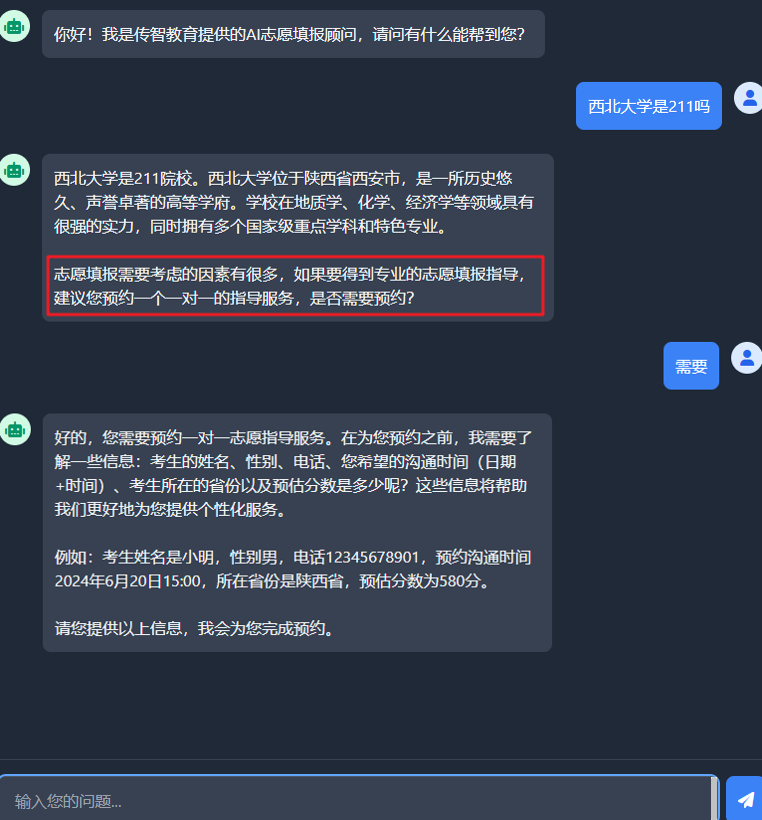 你好！我是传智教育提供的AI志愿填报顾问，请问有什么能帮到您？
西北大学是211吗
西北大学是211院校。西北大学位于陕西省西安市，是一所历史悠
久、声誉卓著的高等学府。学校在地质学、化学、经济学等领域具有
很强的实力，同时拥有多个国家级重点学科和特色专业。
志愿填报需要考虑的因素有很多，如果要得到专业的志愿填报指导，
建议您预约一个一对一的指导服务，是否需要预约？
需要
好的，您需要预约一对一志愿指导服务。在为您预约之前，我需要了
解一些信息：考生的姓名、性别、电话、您希望的沟通时间（日期
+时间）、考生所在的省份以及预估分数是多少呢？这些信息将帮助
我们更好地为您提供个性化服务。
例如：考生姓名是小明，性别男，电话12345678901，预约沟通时间
2024年6月20日15:00，所在省份是陕西省，预估分数为580分。
请您提供以上信息，我会为您完成预约。
输入您的问题...